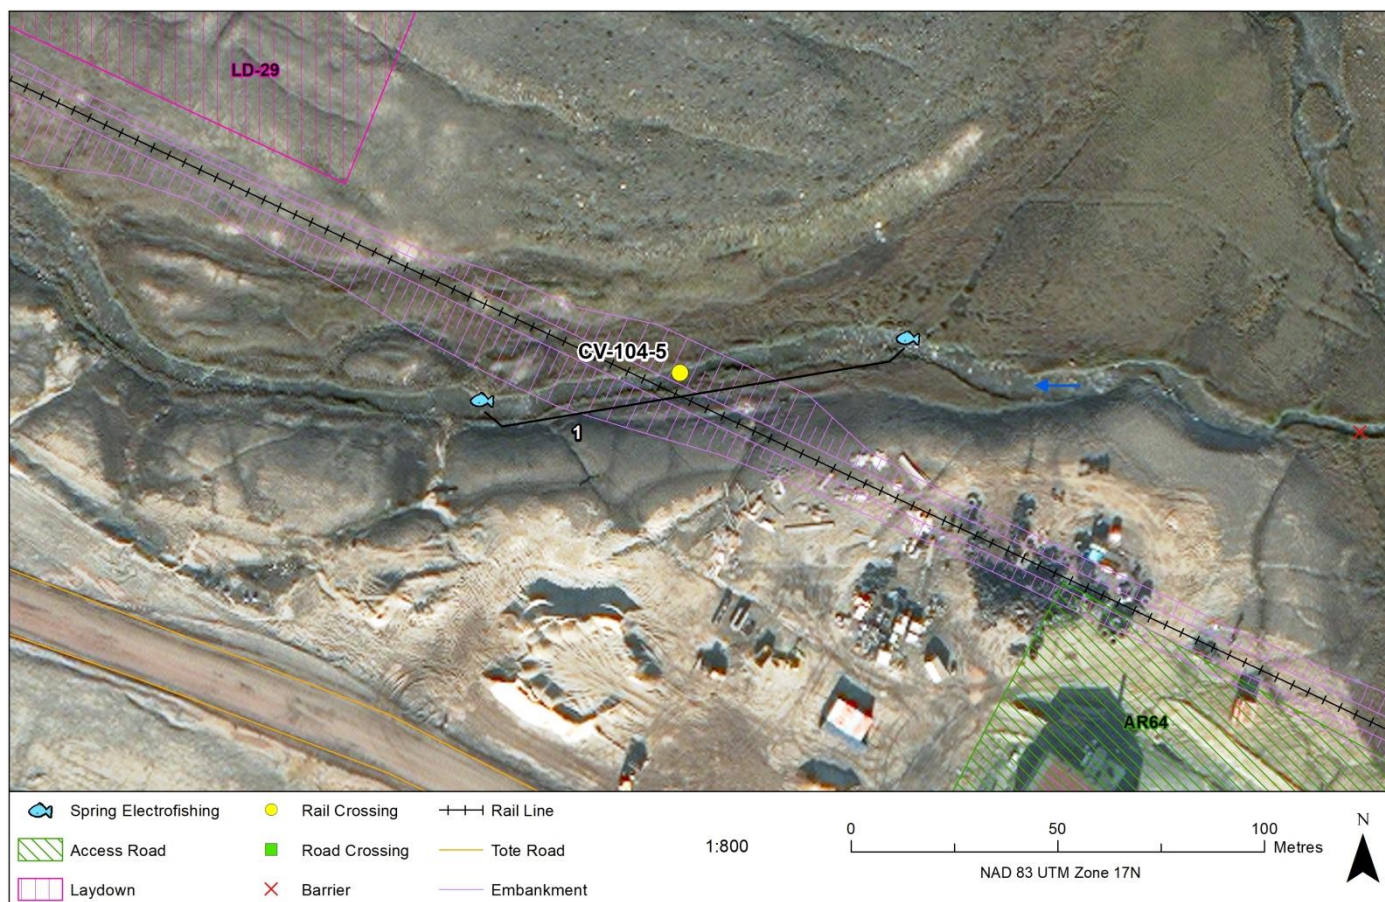 LD-29
CV-104-5
1
AR64
Spring Electrofishing
Rail Crossing
Rail Line
Access Road
Road Crossing
Tote Road
Laydown
Barrier
Embankment
1:800
0 50 100
Metres
NAD 83 UTM Zone 17N
N